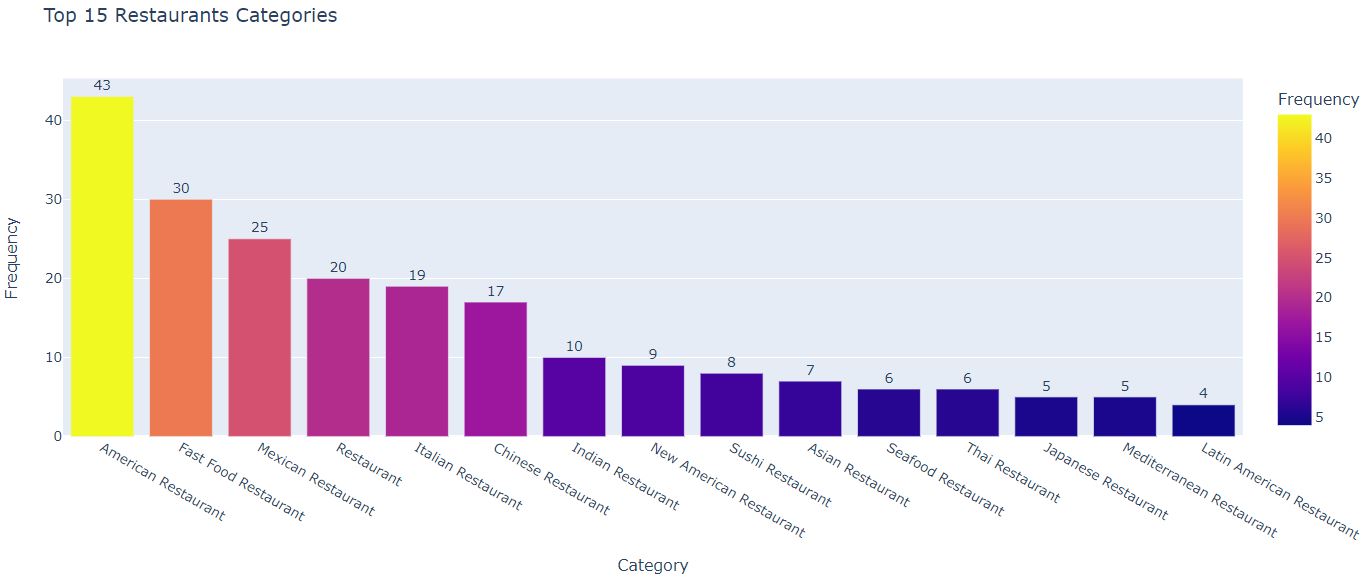 Top 15 Restaurants Categories
Frequency
43
30
25
20
19
17
10
9
8
7
6
6
5
5
4
40
30
20
10
0
American Restaurant
Fast Food Restaurant
Mexican Restaurant
Restaurant
Italian Restaurant
Chinese Restaurant
Indian Restaurant
New American Restaurant
Sushi Restaurant
Asian Restaurant
Seafood Restaurant
Thai Restaurant
Japanese Restaurant
Mediterranean Restaurant
Latin American Restaurant
Category
Frequency
40
35
30
25
20
15
10
5